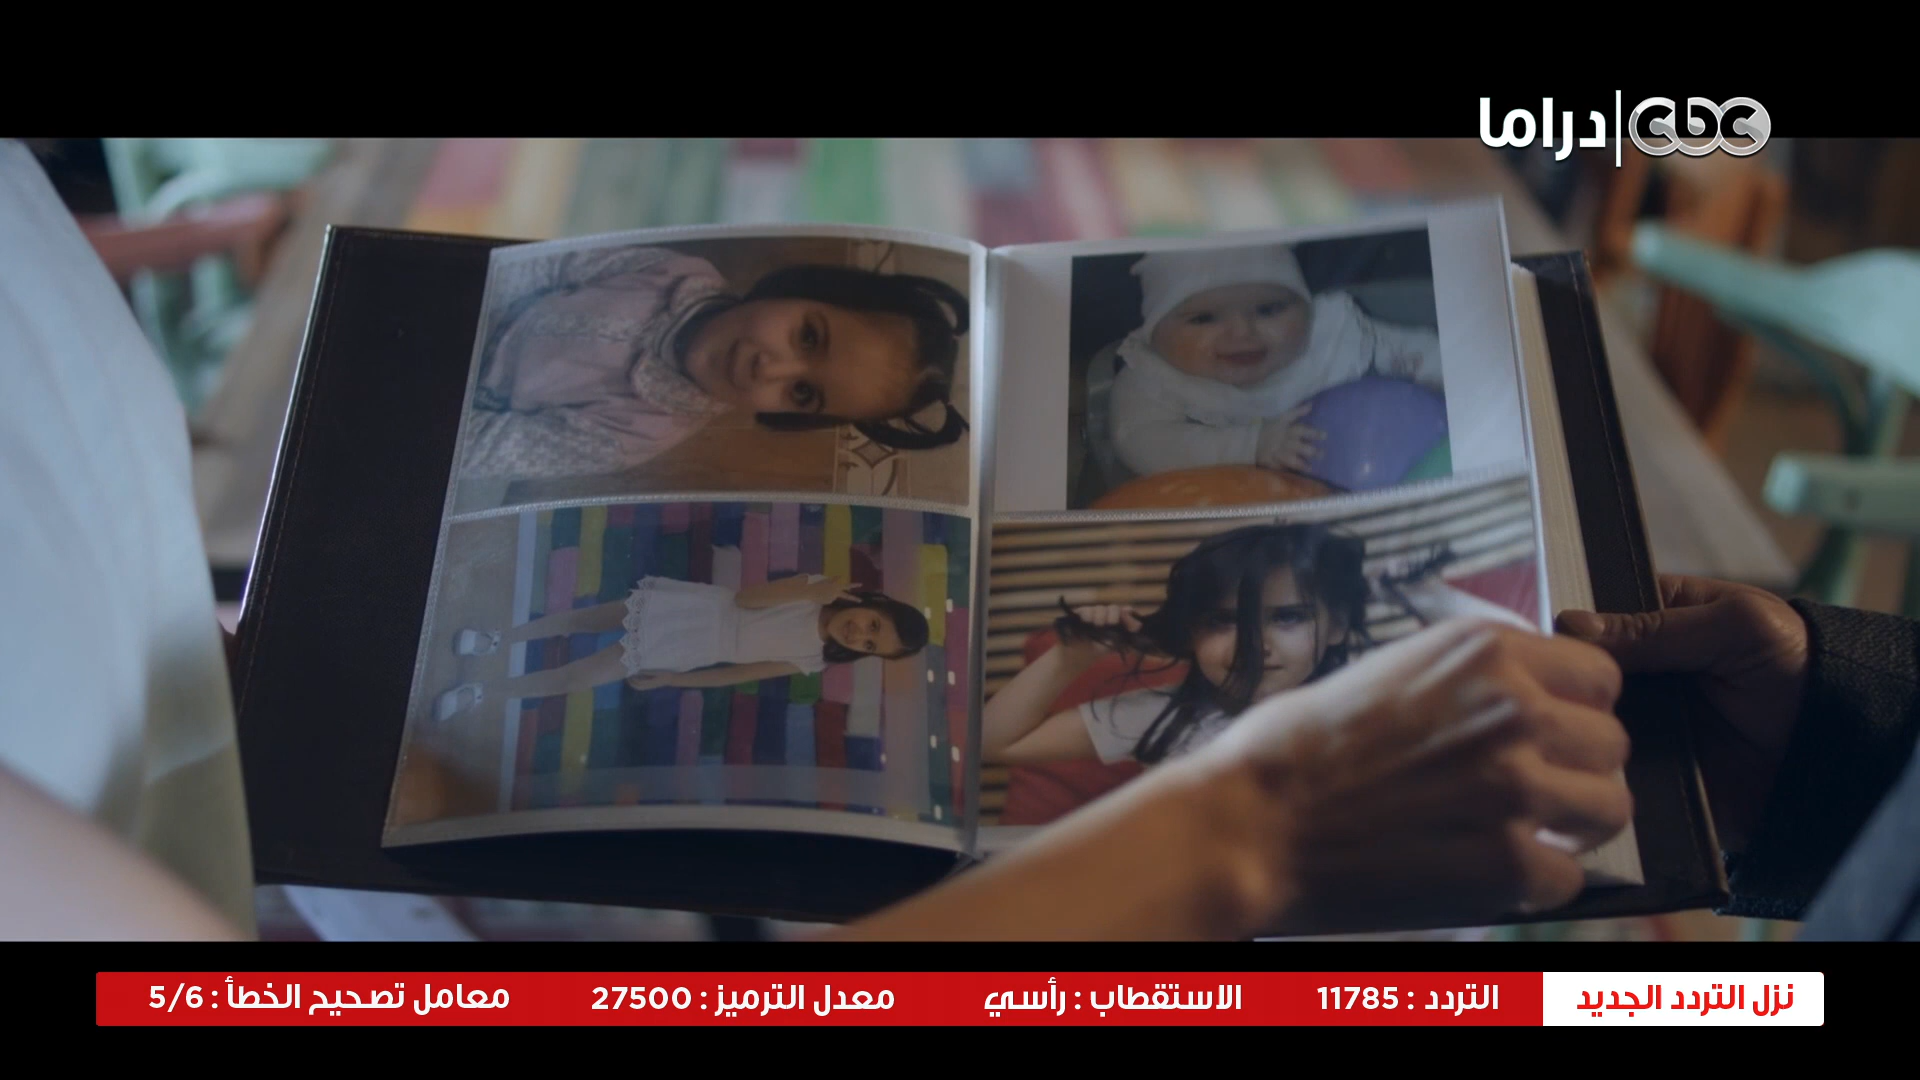 cbc | دراما
نزل التردد الجديد
التردد : 11785
الاستقطاب : رأسي
معدل الترميز : 27500
معامل تصحيح الخطأ : 5/6